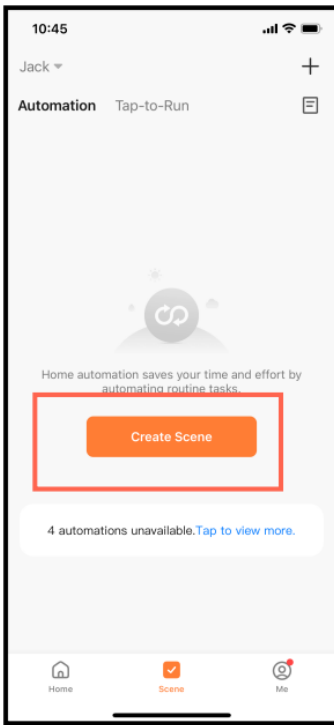 10:45
Jack
Automation Tap-to-Run
Home automation saves your time and effort by
automating routine tasks.
Create Scene
4 automations unavailable.Tap to view more.
Home Scene Me